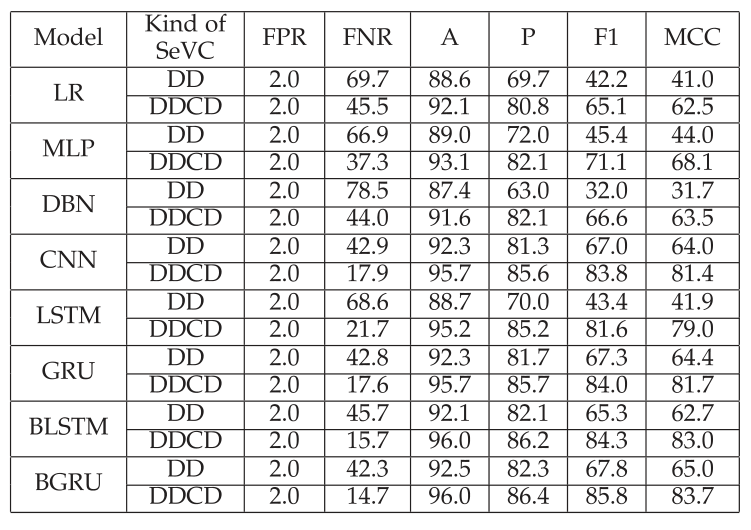 Model Kind of SeVC FPR FNR A P F1 MCC
LR DD 2.0 69.7 88.6 69.7 42.2 41.0
DDCD 2.0 45.5 92.1 80.8 65.1 62.5
MLP DD 2.0 66.9 89.0 72.0 45.4 44.0
DDCD 2.0 37.3 93.1 82.1 71.1 68.1
DBN DD 2.0 78.5 87.4 63.0 32.0 31.7
DDCD 2.0 44.0 91.6 82.1 66.6 63.5
CNN DD 2.0 42.9 92.3 81.3 67.0 64.0
DDCD 2.0 17.9 95.7 85.6 83.8 81.4
LSTM DD 2.0 68.6 88.7 70.0 43.4 41.9
DDCD 2.0 21.7 95.2 85.2 81.6 79.0
GRU DD 2.0 42.8 92.3 81.7 67.3 64.4
DDCD 2.0 17.6 95.7 85.7 84.0 81.7
BLSTM DD 2.0 45.7 92.1 82.1 65.3 62.7
DDCD 2.0 15.7 96.0 86.2 84.3 83.0
BGRU DD 2.0 42.3 92.5 82.3 67.8 65.0
DDCD 2.0 14.7 96.0 86.4 85.8 83.7